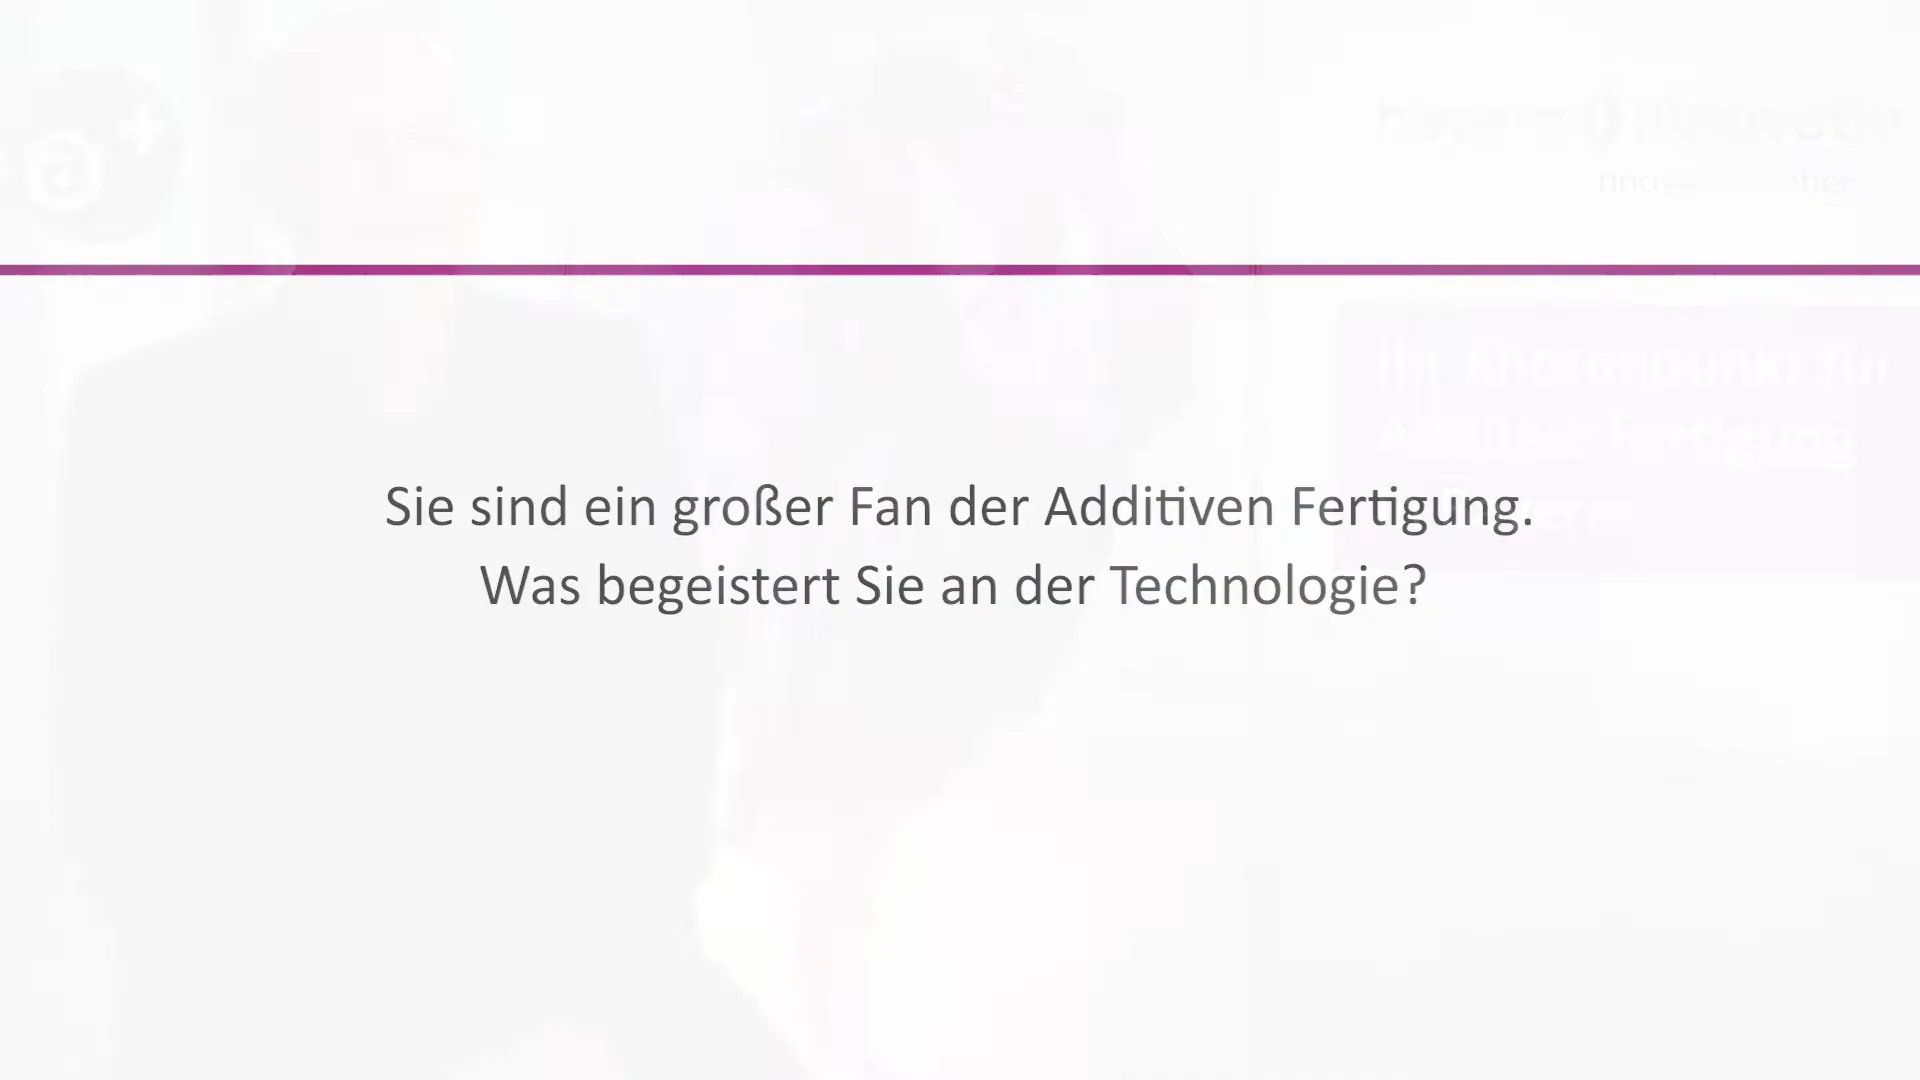 Sie sind ein großer Fan der Additiven Fertigung.
Was begeistert Sie an der Technologie?